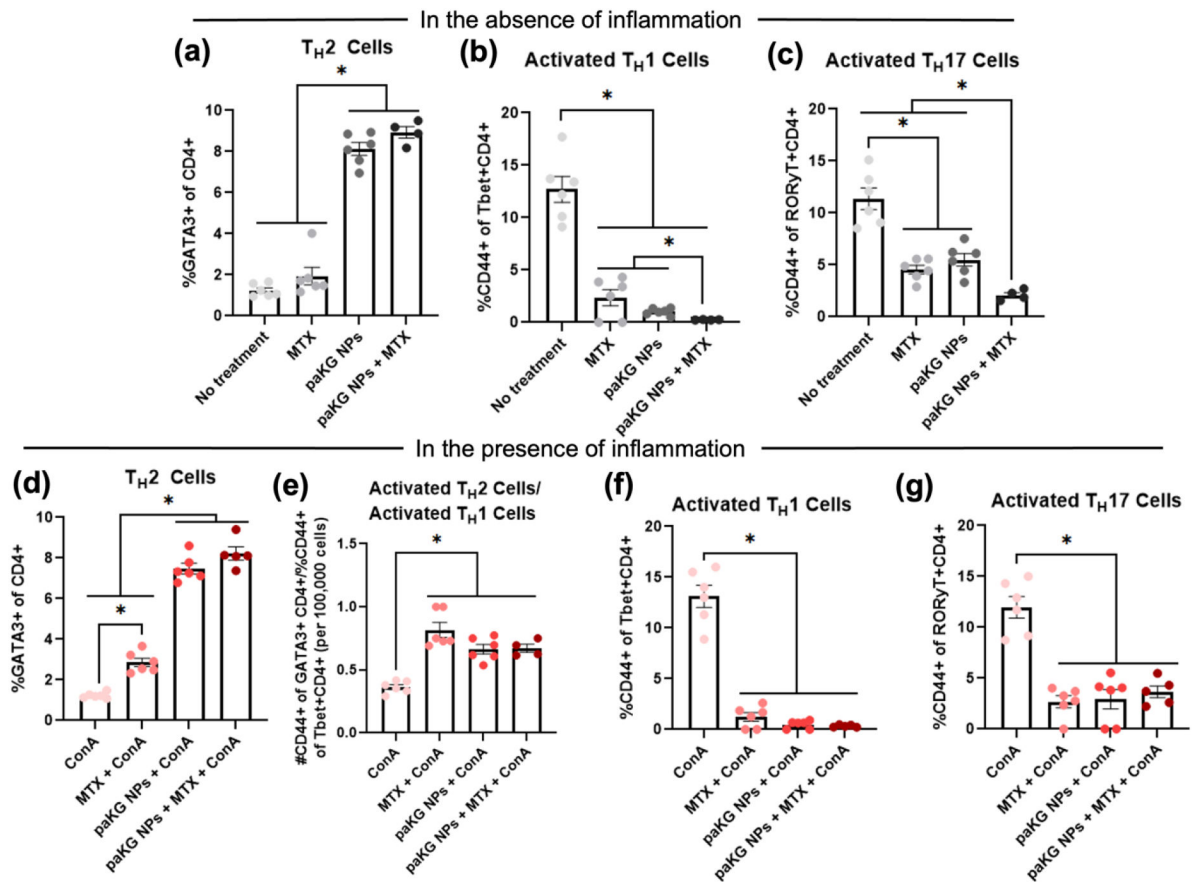 In the absence of inflammation
(a)
TH2 Cells
%GATA3+ of CD4+
10
8
6
4
2
0
*
No treatment
MTX
paKG NPs
paKG NPs + MTX
(b)
Activated TH1 Cells
%CD44+ of Tbet+CD4+
20
15
10
5
0
*
*
No treatment
MTX
paKG NPs
paKG NPs + MTX
(c)
Activated TH17 Cells
%CD44+ of RORyT+CD4+
20
15
10
5
0
*
*
No treatment
MTX
paKG NPs
paKG NPs + MTX
In the presence of inflammation
(d)
TH2 Cells
%GATA3+ of CD4+
10
8
6
4
2
0
*
*
ConA
MTX + ConA
paKG NPs + ConA
paKG NPs + MTX + ConA
(e)
Activated TH2 Cells/
Activated TH1 Cells
#CD44+ of GATA3+ CD4+/%CD44+
of Tbet+CD4+ (per 100,000 cells)
1.5
1.0
0.5
0.0
*
ConA
MTX + ConA
paKG NPs + ConA
paKG NPs + MTX + ConA
(f)
Activated TH1 Cells
%CD44+ of Tbet+CD4+
20
15
10
5
0
*
ConA
MTX + ConA
paKG NPs + ConA
paKG NPs + MTX + ConA
(g)
Activated TH17 Cells
%CD44+ of RORyT+CD4+
20
15
10
5
0
*
ConA
MTX + ConA
paKG NPs + ConA
paKG NPs + MTX + ConA